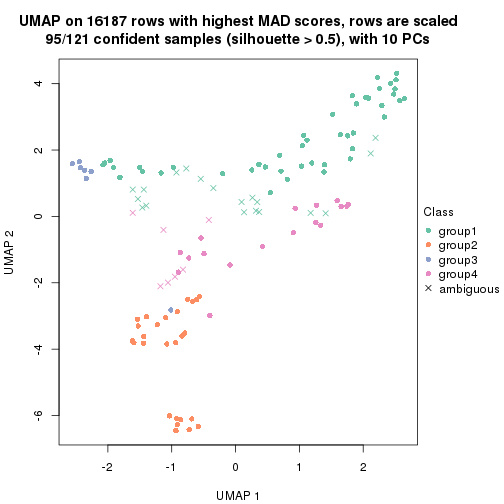 UMAP on 16187 rows with highest MAD scores, rows are scaled
95/121 confident samples (silhouette > 0.5), with 10 PCs
4
2
0
-2
-4
-6
UMAP 2
-2
-1
0
1
2
UMAP 1
Class
group1
group2
group3
group4
ambiguous